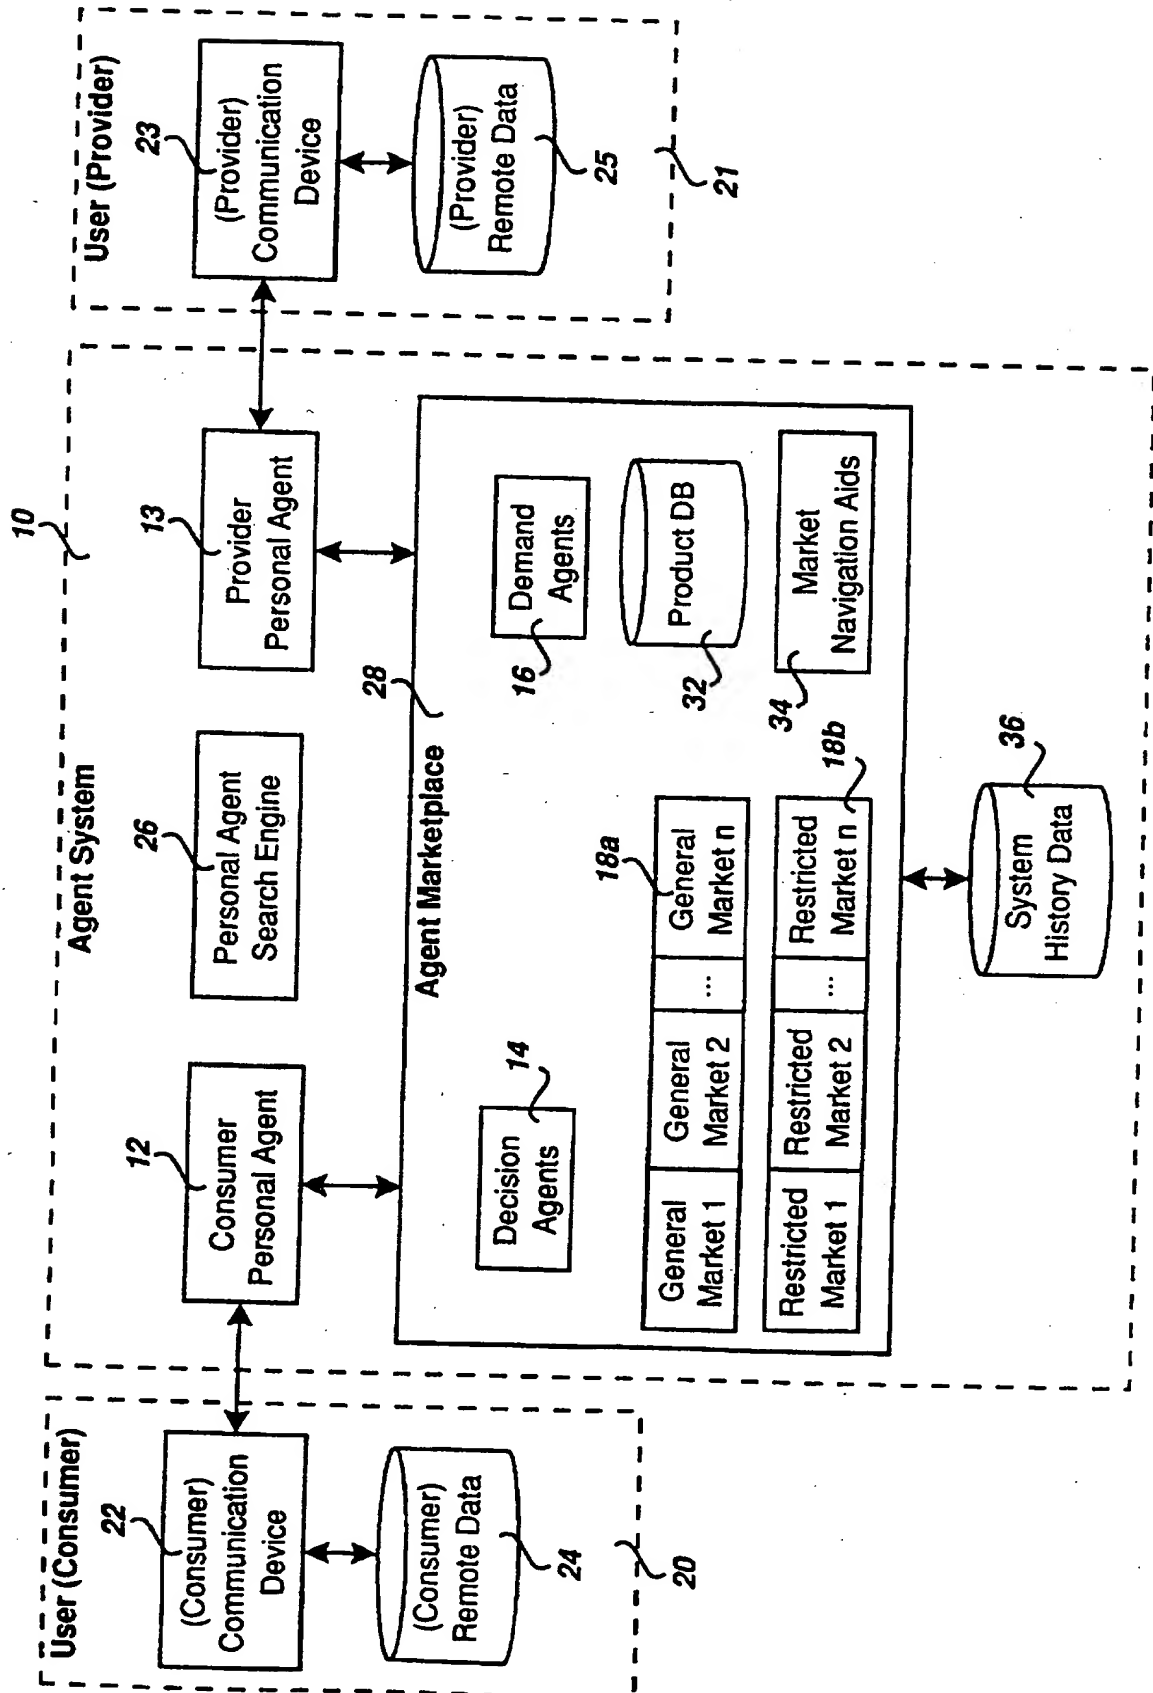 10
Agent System
User (Consumer)
22
(Consumer)
Communication
Device
(Consumer)
Remote Data
24
20
12
Consumer
Personal Agent
26
Personal Agent
Search Engine
13
Provider
Personal Agent
User (Provider)
23
(Provider)
Communication
Device
(Provider)
Remote Data
25
21
Agent Marketplace
28
Decision
Agents
14
Demand
Agents
16
General
Market 1
General
Market 2
...
General
Market n
18a
Restricted
Market 1
Restricted
Market 2
...
Restricted
Market n
18b
Product DB
32
Market
Navigation Aids
34
System
History Data
36